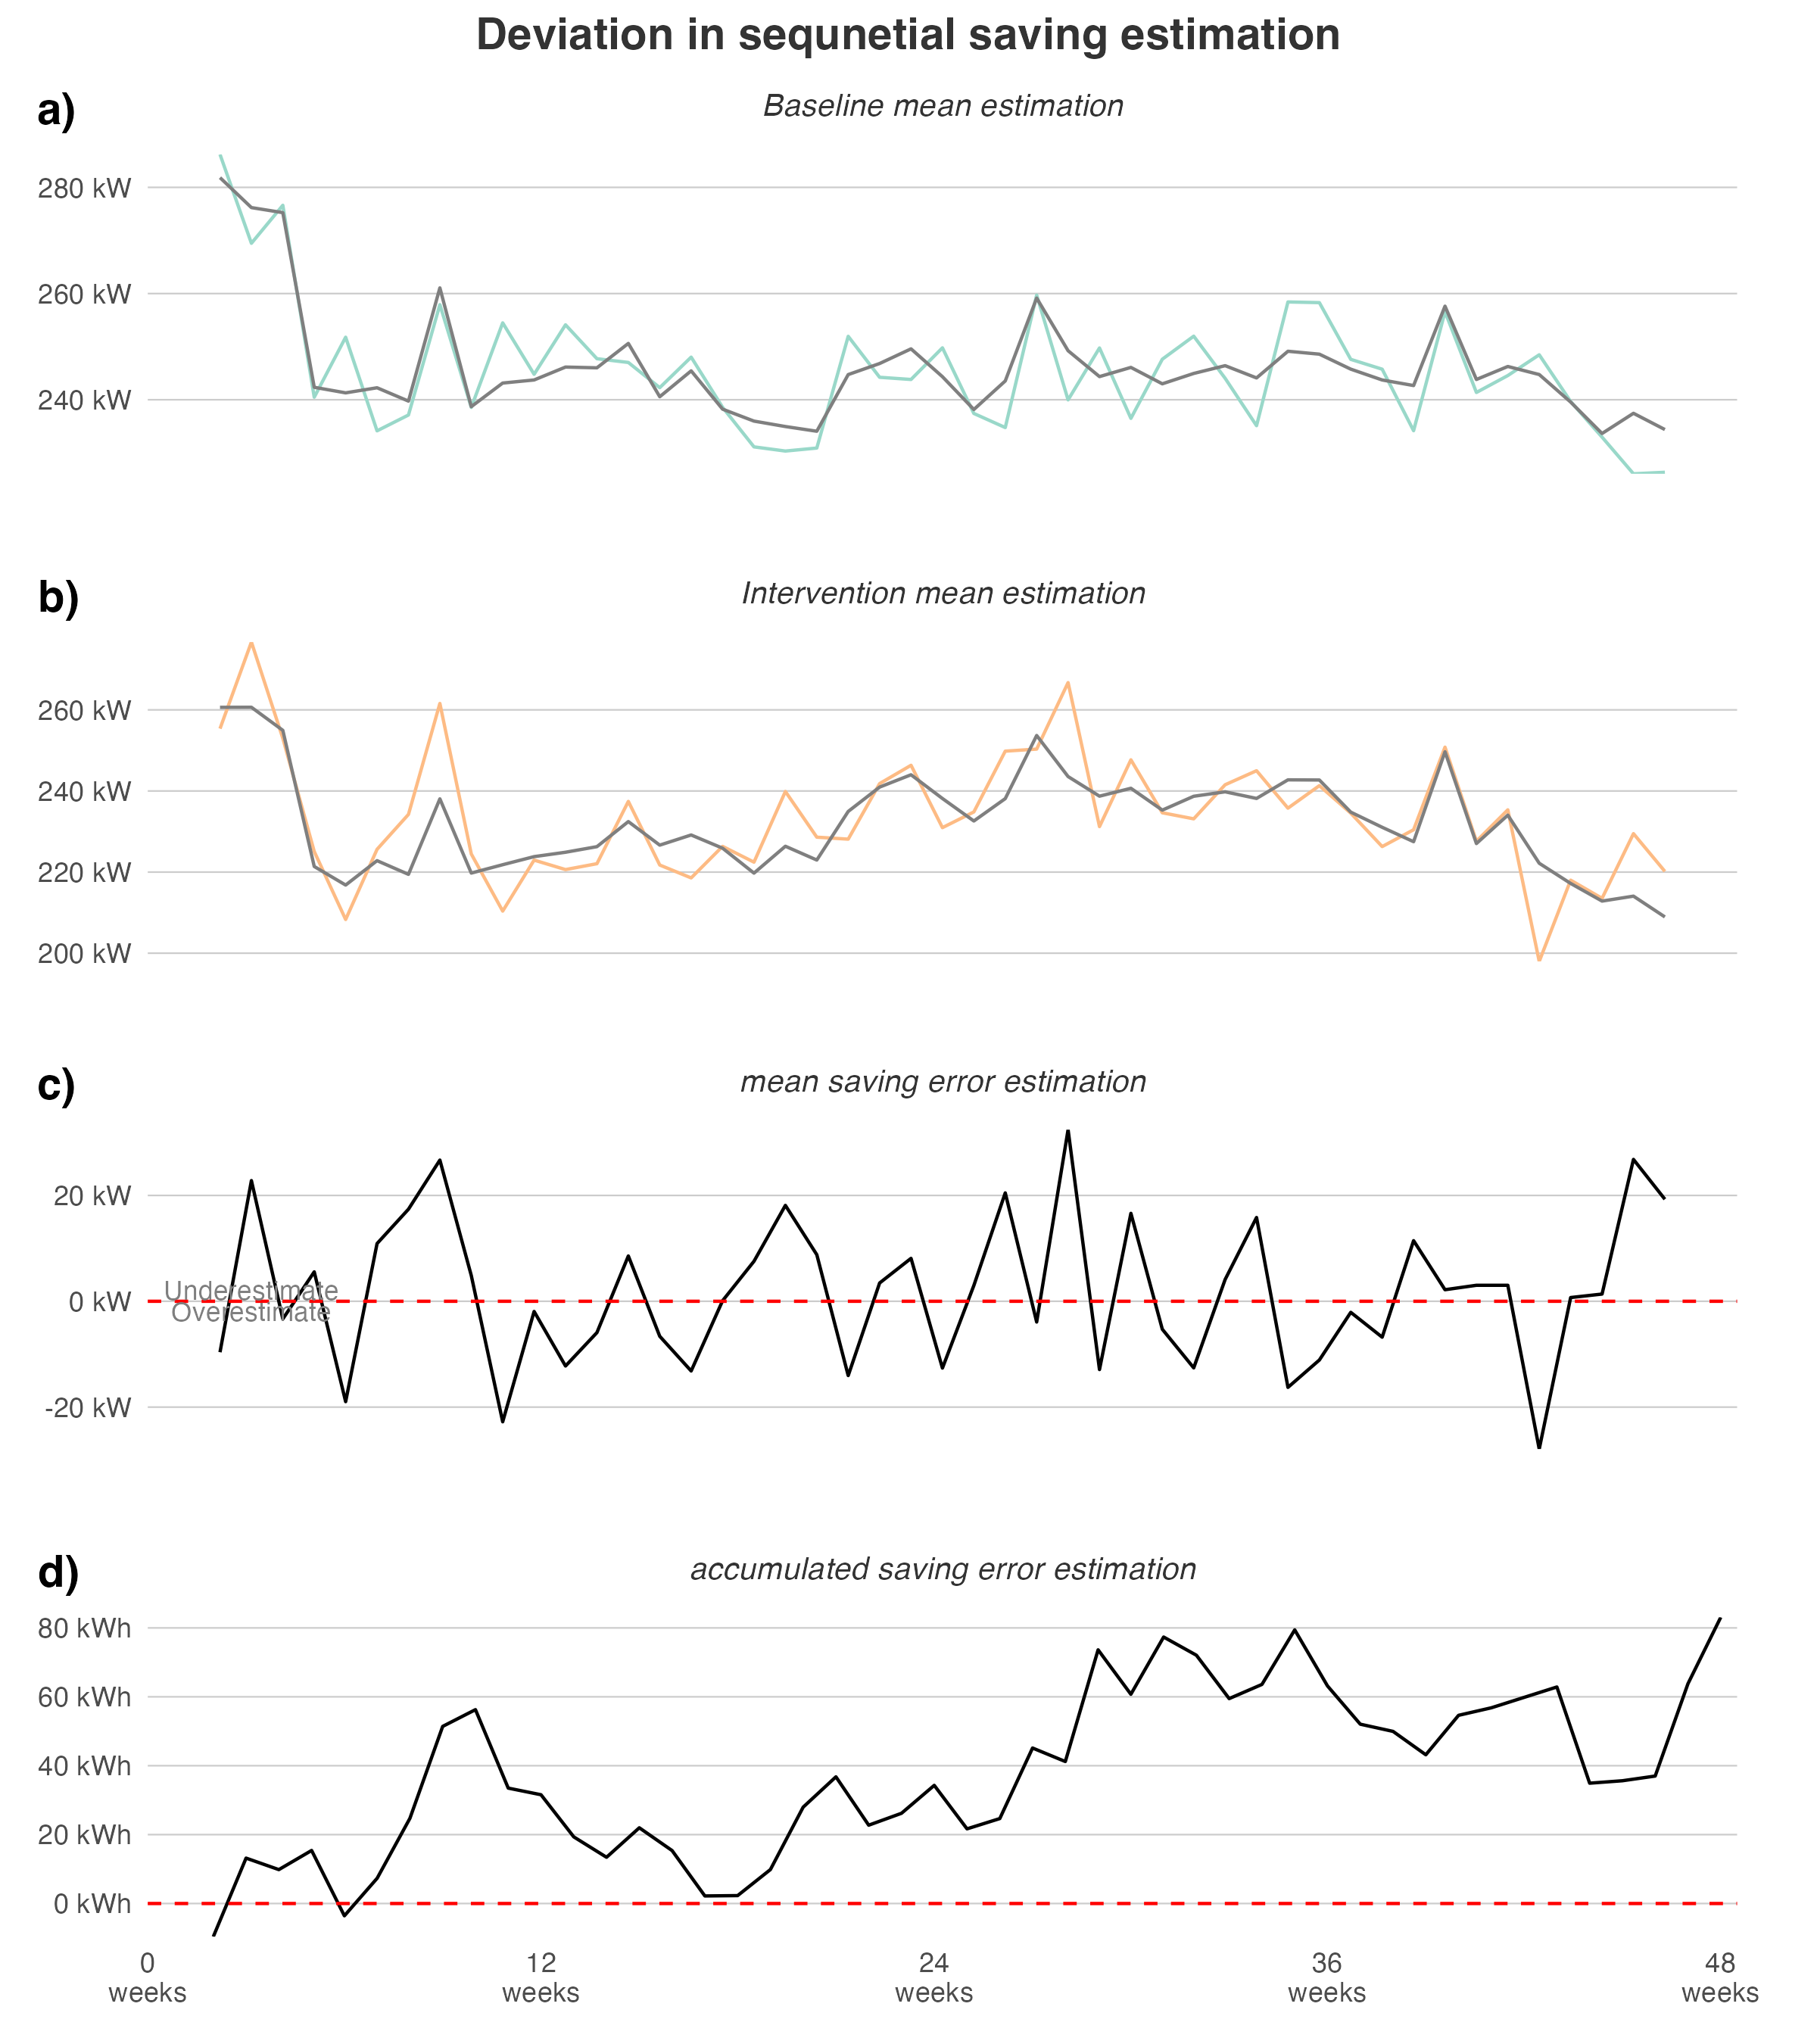 Deviation in sequnetial saving estimation
a)
Baseline mean estimation
280 kW
260 kW
240 kW
b)
Intervention mean estimation
260 kW
240 kW
220 kW
200 kW
c)
mean saving error estimation
20 kW
Underestimate
0 kW
Overestimate
-20 kW
d)
accumulated saving error estimation
80 kWh
60 kWh
40 kWh
20 kWh
0 kWh
0 12 24 36 48
weeks weeks weeks weeks weeks